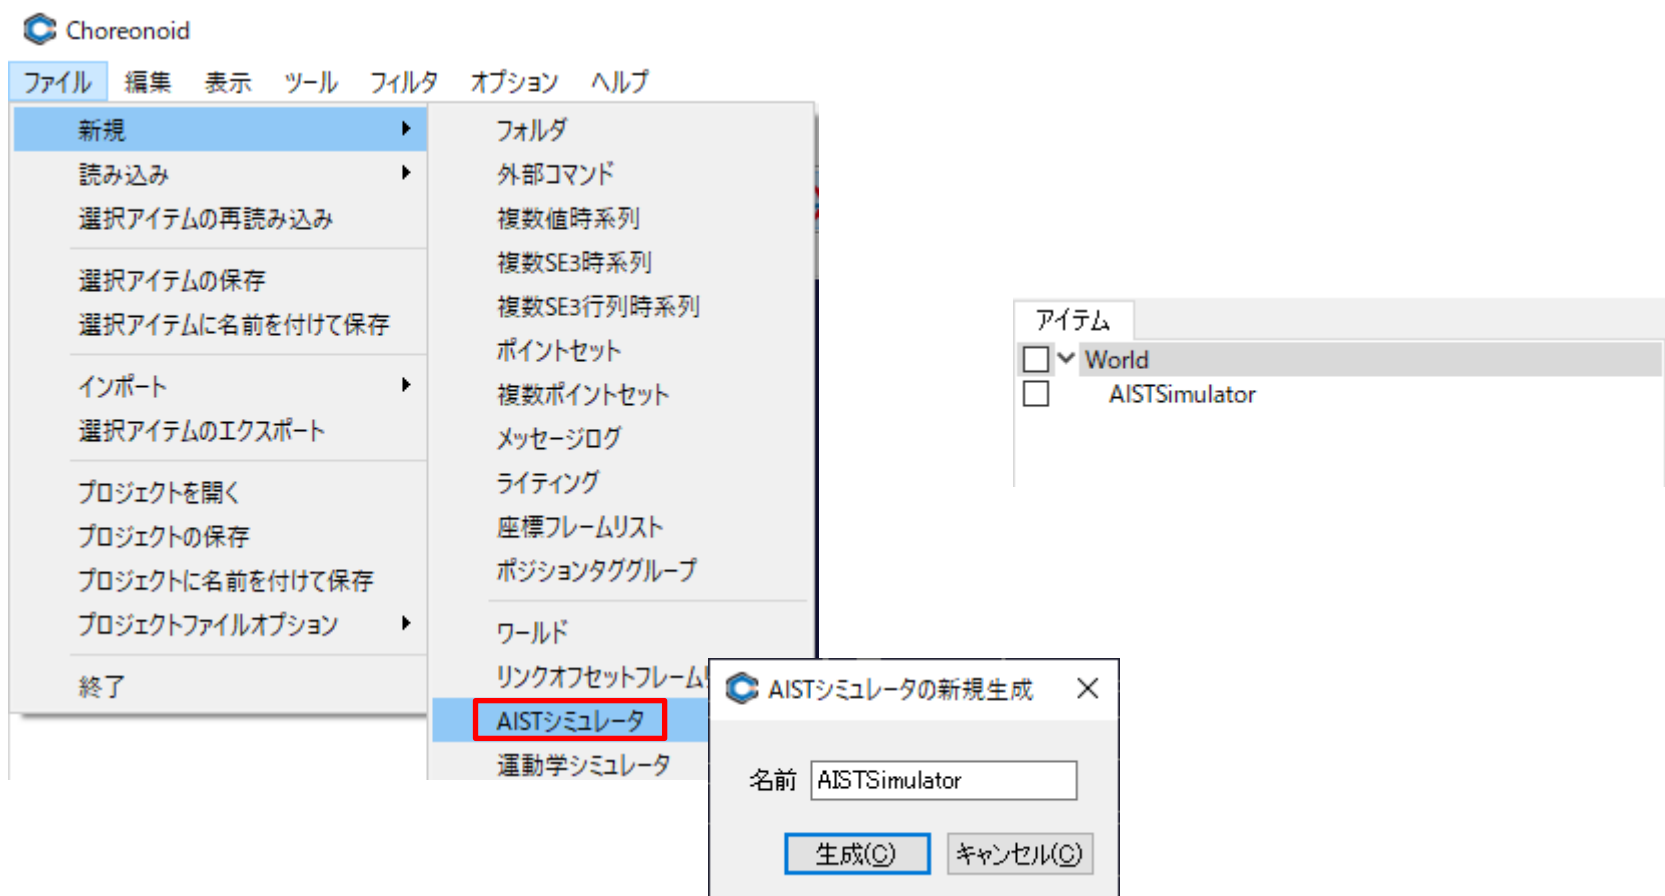 Choreonoid
ファイル 編集 表示 ツール フィルタ オプション ヘルプ
新規
読み込み
選択アイテムの再読み込み
選択アイテムの保存
選択アイテムに名前を付けて保存
インポート
選択アイテムのエクスポート
プロジェクトを開く
プロジェクトの保存
プロジェクトに名前を付けて保存
プロジェクトファイルオプション
終了
フォルダ
外部コマンド
複数値時系列
複数SE3時系列
複数SE3行列時系列
ポイントセット
複数ポイントセット
メッセージログ
ライティング
座標フレームリスト
ポジションタググループ
ワールド
リンクオフセットフレーム
AISTシミュレータ
運動学シミュレータ
AISTシミュレータの新規生成
名前 AISTSimulator
生成(C) キャンセル(C)
アイテム
World
AISTSimulator